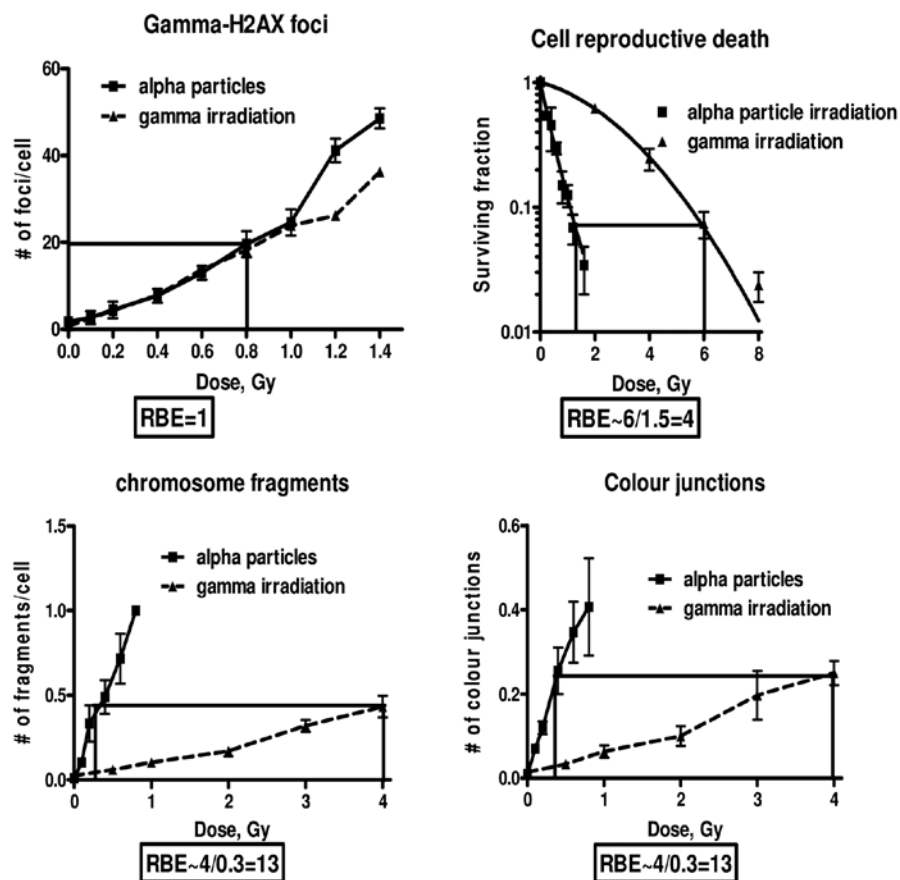 Gamma-H2AX foci
60
40
20
0
# of foci/cell
alpha particles
gamma irradiation
0.0 0.2 0.4 0.6 0.8 1.0 1.2 1.4
Dose, Gy
RBE=1
Cell reproductive death
1
0.1
0.01
Surviving fraction
alpha particle irradiation
gamma irradiation
0 2 4 6 8
Dose, Gy
RBE~6/1.5=4
chromosome fragments
1.5
1.0
0.5
0.0
# of fragments/cell
alpha particles
gamma irradiation
0 1 2 3 4
Dose, Gy
RBE~4/0.3=13
Colour junctions
0.6
0.4
0.2
0.0
# of colour junctions
alpha particles
gamma irradiation
0 1 2 3 4
Dose, Gy
RBE~4/0.3=13